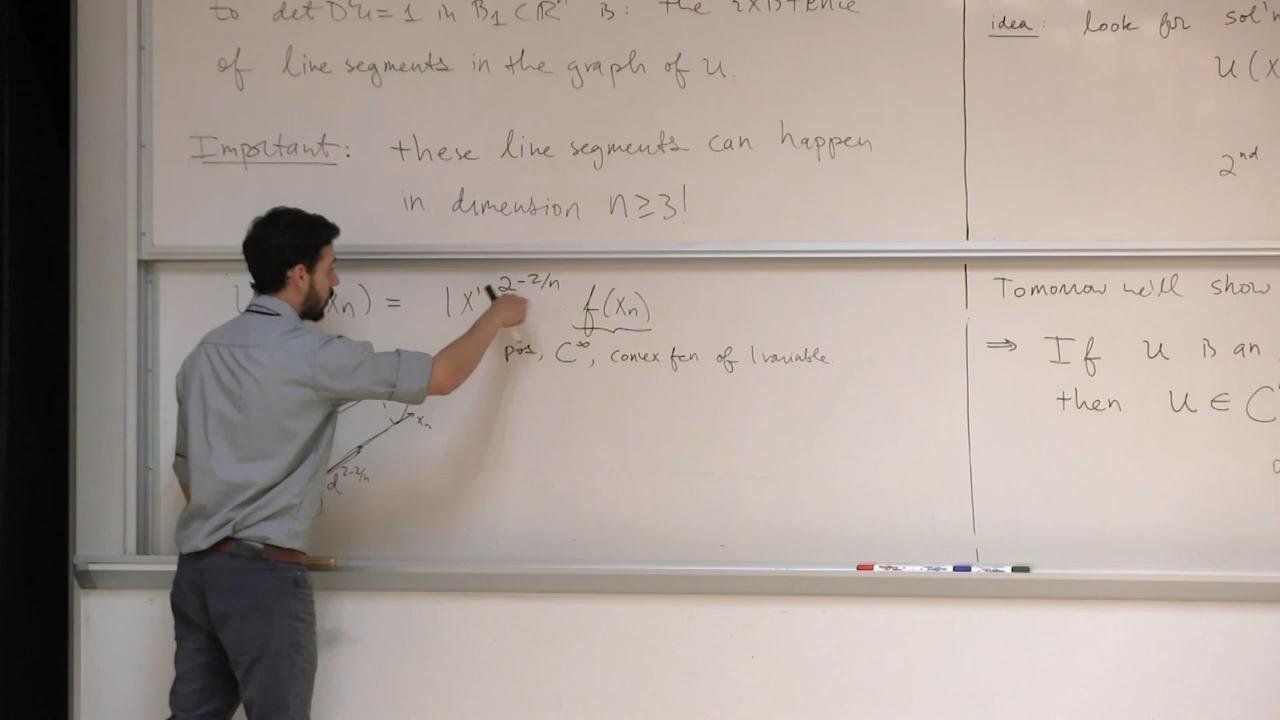 to det D²u = 1 in B₁ ⊂ ℝⁿ is: the existence
of line segments in the graph of u.
Important: these line segments can happen
in dimension n ≥ 3!
xₙ) = |x'|^{2-2/n} f(xₙ)
pos, C^∞, convex fcn of 1 variable.
xₙ
d^{2-2/n}
idea: look for sol'n
u(x
2nd
Tomorrow we'll show
⇒ If u is an
then u ∈ C